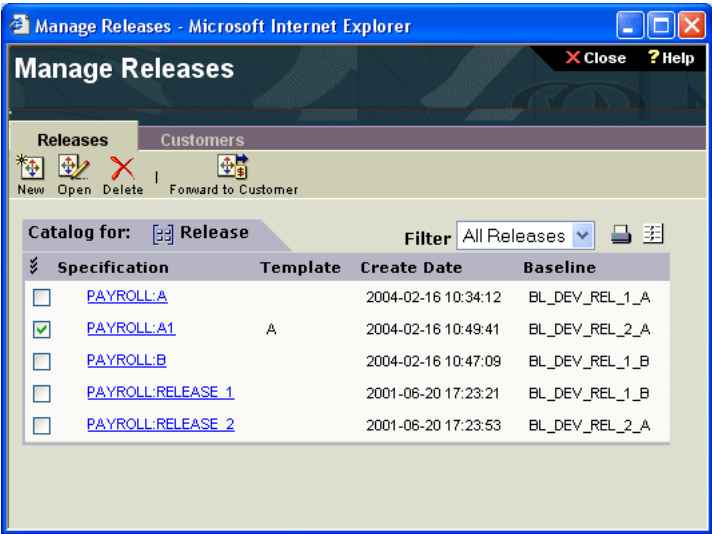 Manage Releases - Microsoft Internet Explorer
Manage Releases
Close ? Help
Releases Customers
New Open Delete | Forward to Customer
Catalog for: Release Filter All Releases
Specification Template Create Date Baseline
PAYROLL:A 2004-02-16 10:34:12 BL_DEV_REL_1_A
PAYROLL:A1 A 2004-02-16 10:49:41 BL_DEV_REL_2_A
PAYROLL:B 2004-02-16 10:47:09 BL_DEV_REL_1_B
PAYROLL:RELEASE_1 2001-06-20 17:23:21 BL_DEV_REL_1_B
PAYROLL:RELEASE_2 2001-06-20 17:23:53 BL_DEV_REL_2_A